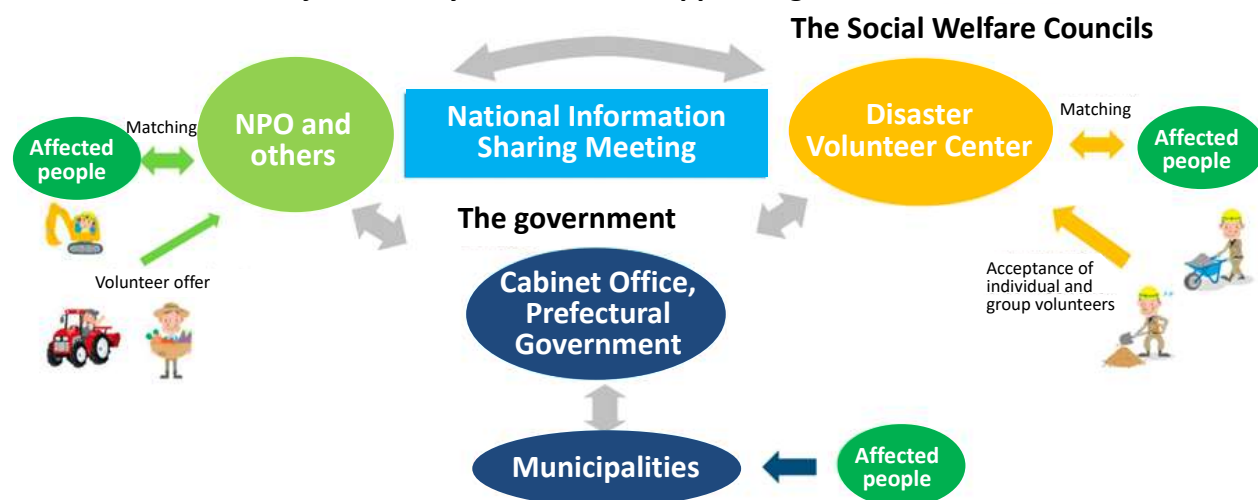 The Social Welfare Councils
NPO and
others
National Information
Sharing Meeting
Disaster
Volunteer Center
Matching
Affected
people
Matching
Affected
people
Volunteer offer
The government
Cabinet Office,
Prefectural
Government
Acceptance of
individual and
group volunteers
Municipalities
Affected
people